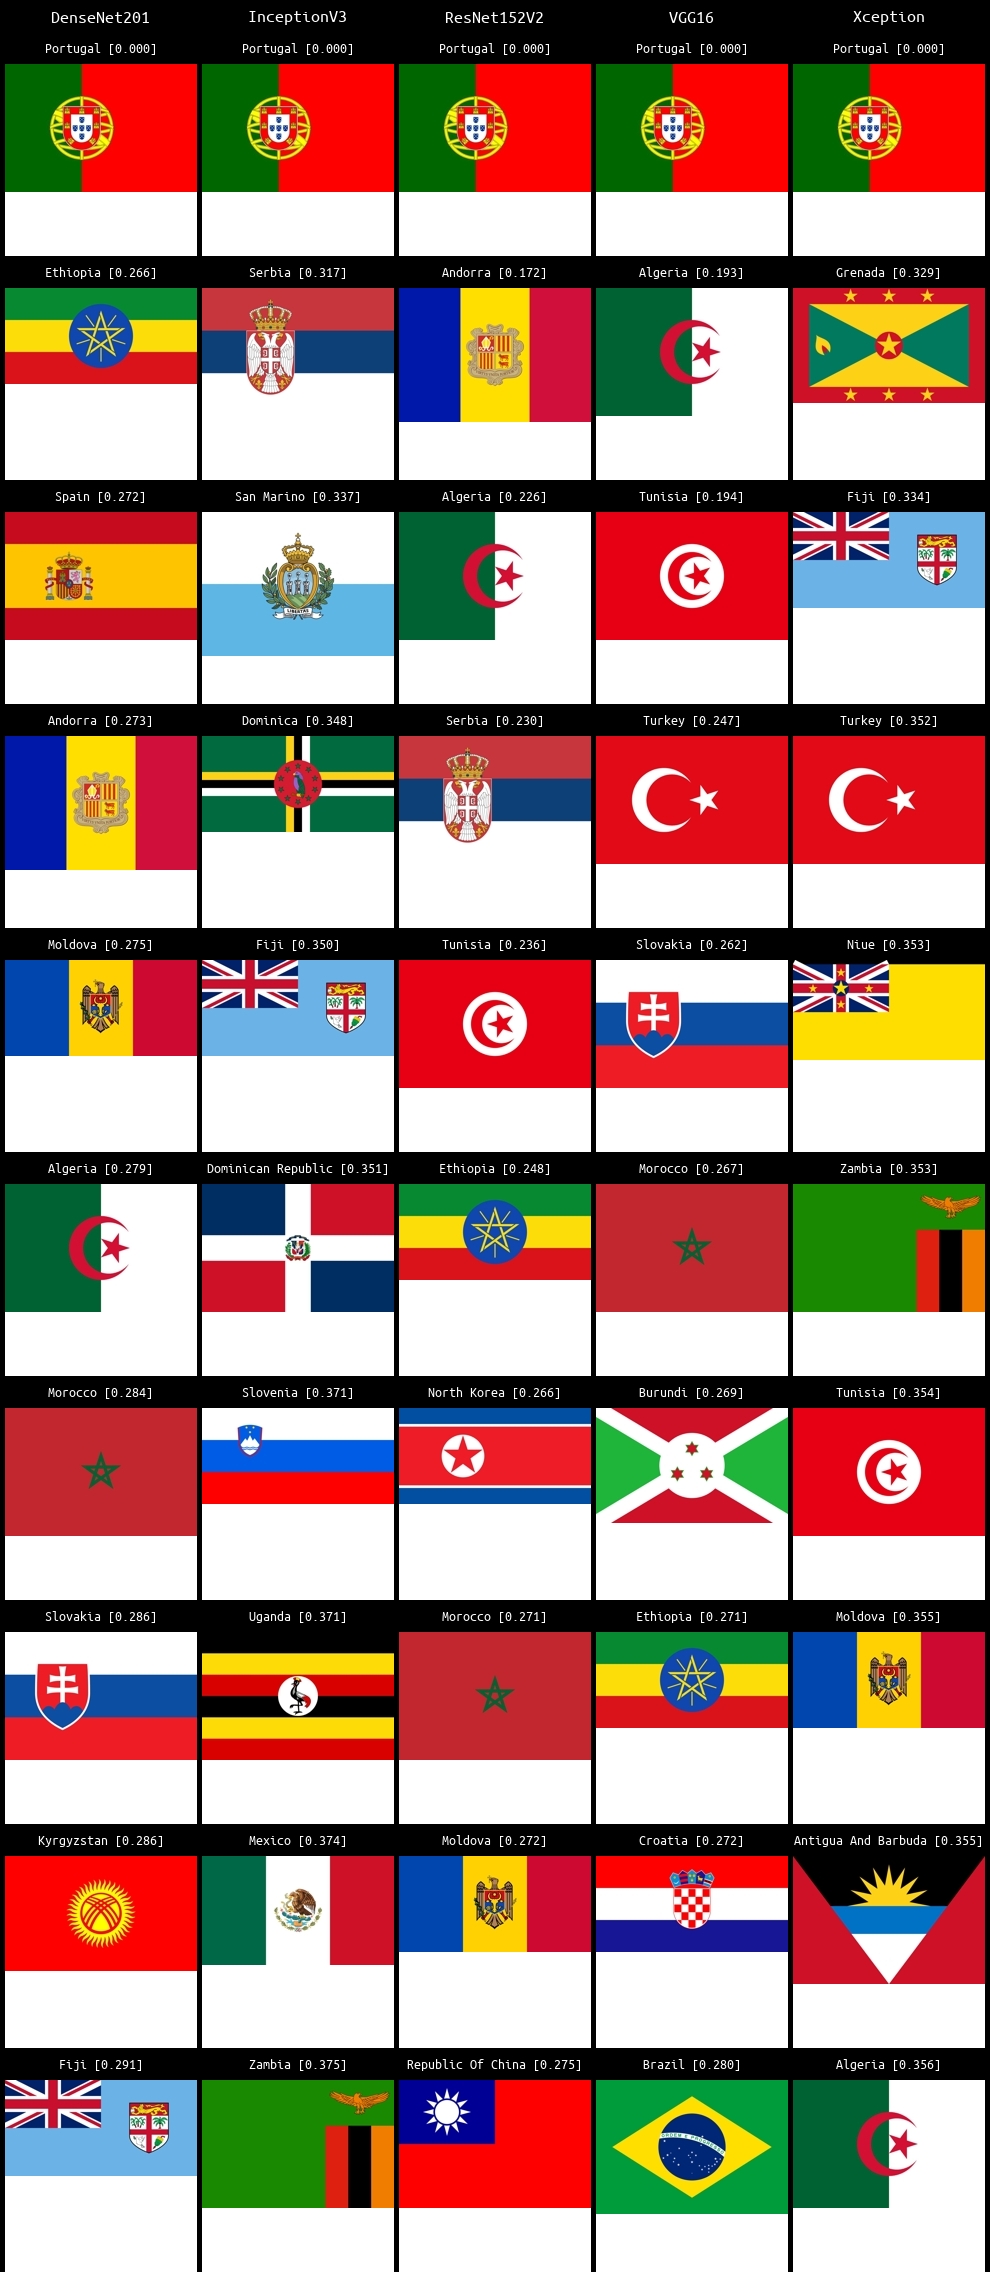 DenseNet201 InceptionV3 ResNet152V2 VGG16 Xception
Portugal [0.000] Portugal [0.000] Portugal [0.000] Portugal [0.000] Portugal [0.000]
Ethiopia [0.266] Serbia [0.317] Andorra [0.172] Algeria [0.193] Grenada [0.329]
Spain [0.272] San Marino [0.337] Algeria [0.226] Tunisia [0.194] Fiji [0.334]
LIBERTAS
Andorra [0.273] Dominica [0.348] Serbia [0.230] Turkey [0.247] Turkey [0.352]
Moldova [0.275] Fiji [0.350] Tunisia [0.236] Slovakia [0.262] Niue [0.353]
Algeria [0.279] Dominican Republic [0.351] Ethiopia [0.248] Morocco [0.267] Zambia [0.353]
Morocco [0.284] Slovenia [0.371] North Korea [0.266] Burundi [0.269] Tunisia [0.354]
Slovakia [0.286] Uganda [0.371] Morocco [0.271] Ethiopia [0.271] Moldova [0.355]
Kyrgyzstan [0.286] Mexico [0.374] Moldova [0.272] Croatia [0.272] Antigua And Barbuda [0.355]
Fiji [0.291] Zambia [0.375] Republic Of China [0.275] Brazil [0.280] Algeria [0.356]
ORDEM E PROGRESSO